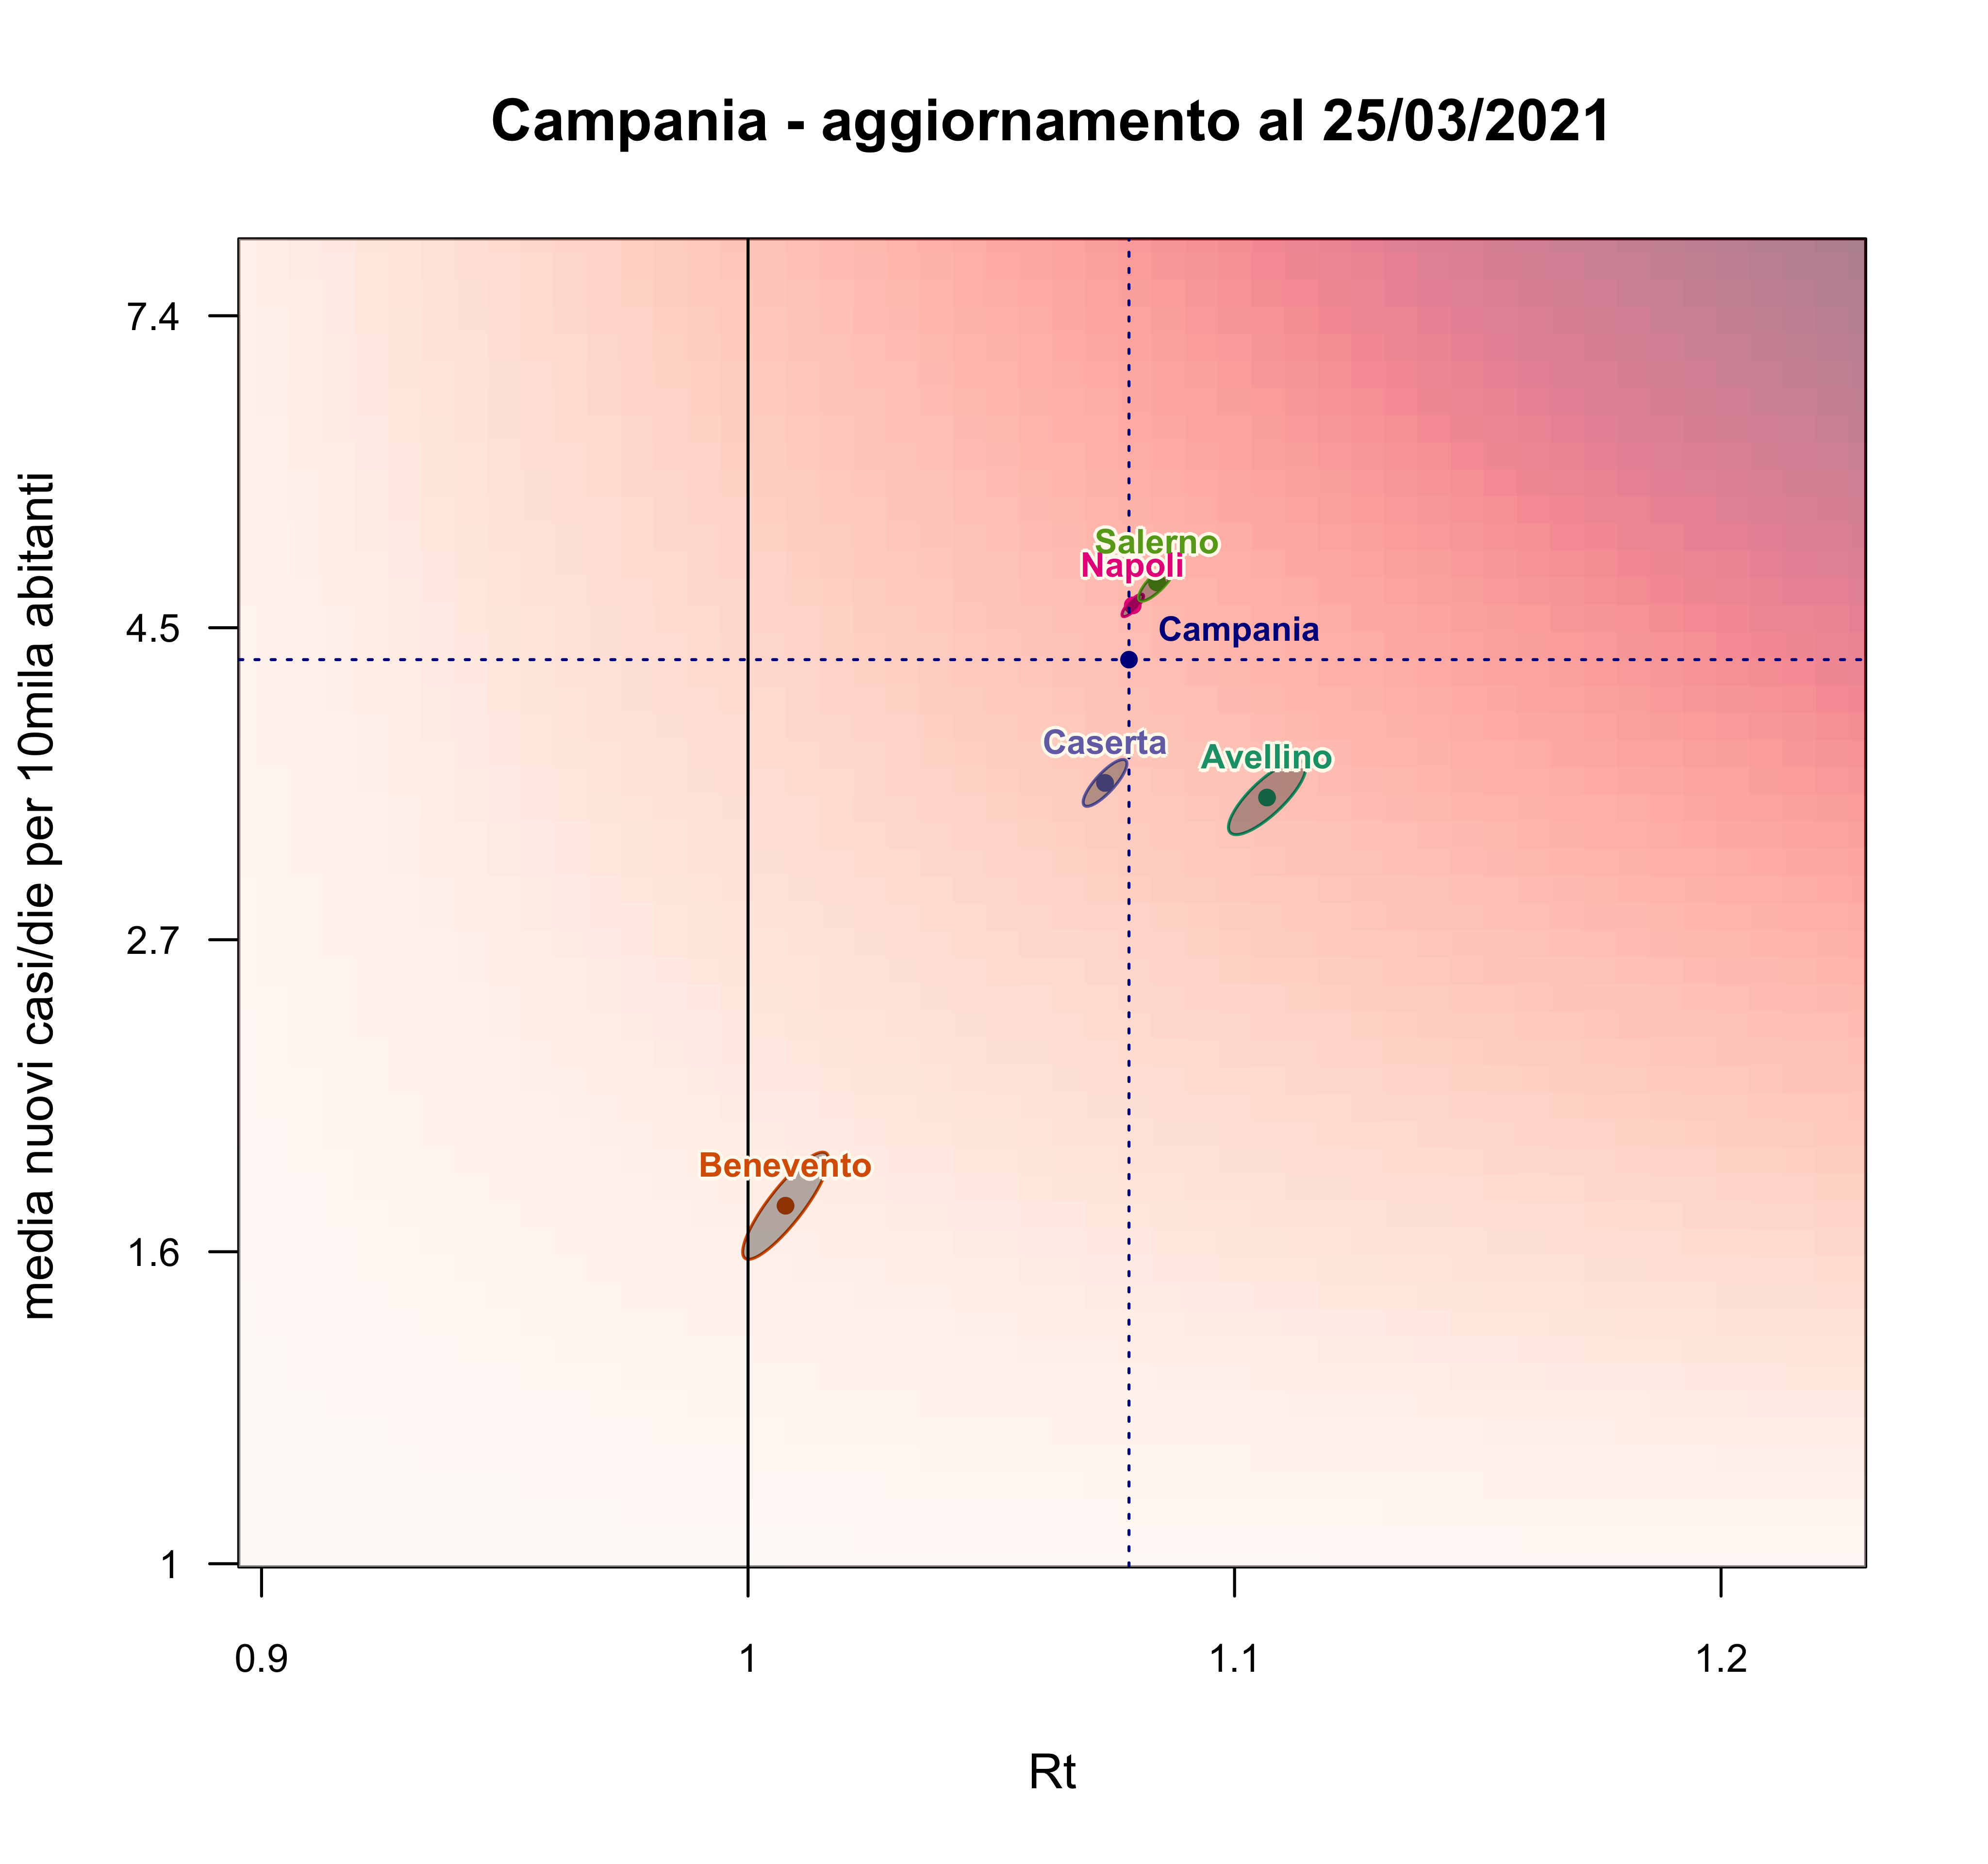 Campania - aggiornamento al 25/03/2021
media nuovi casi/die per 10mila abitanti
7.4
4.5
2.7
1.6
1
Salerno
Napoli
Campania
Caserta
Avellino
Benevento
0.9
1
1.1
1.2
Rt